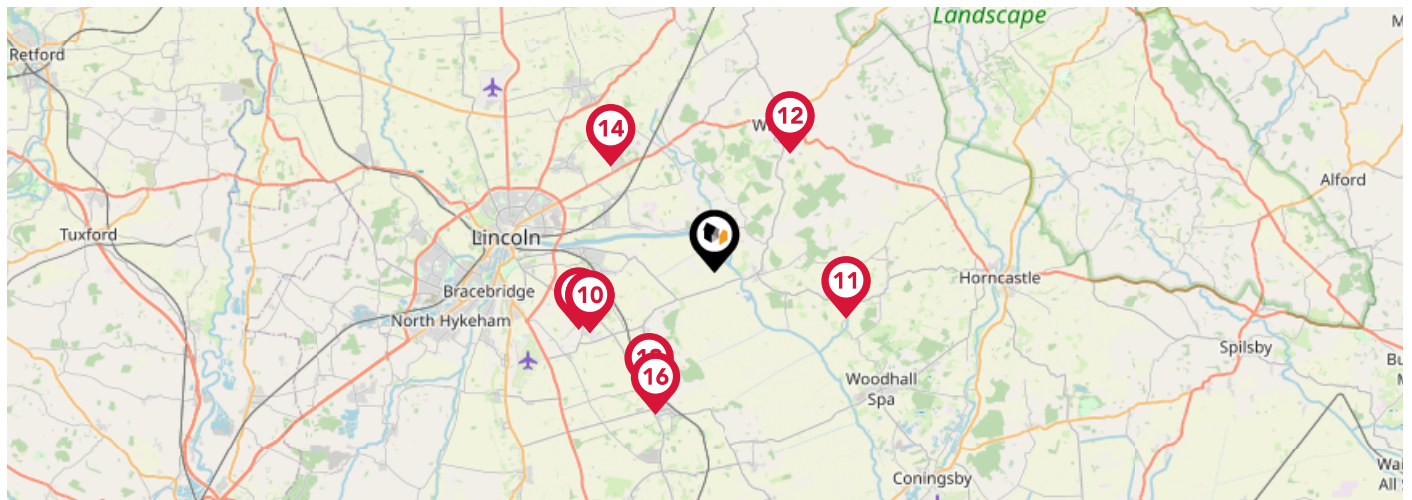 Landscape
Retford
12
14
Alford
Tuxford
Lincoln
11
Horncastle
Bracebridge
10
North Hykeham
Spilsby
16
Woodhall
Spa
Coningsby